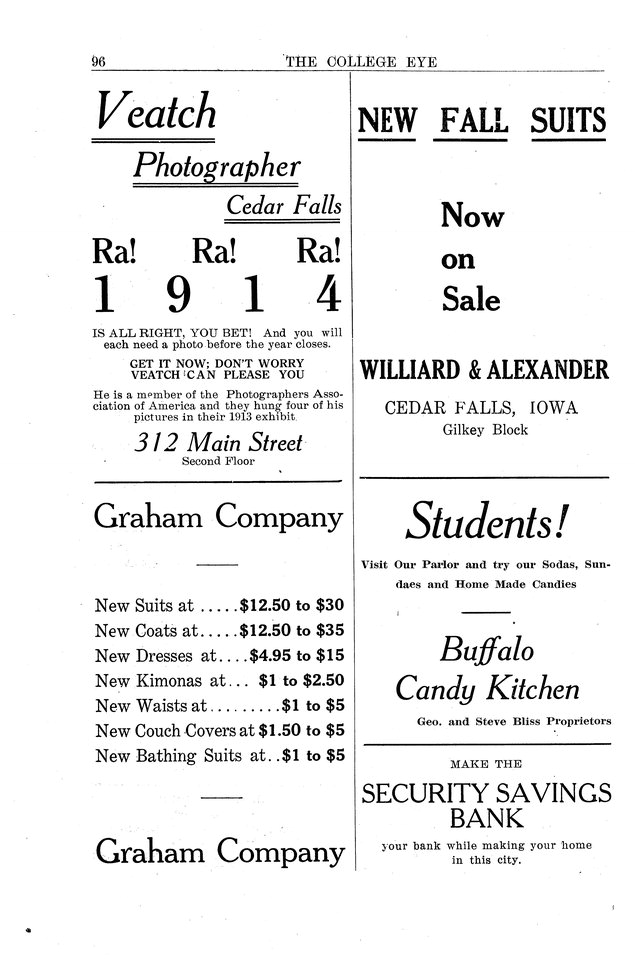 96
THE COLLEGE EYE
Veatch
Photographer
Cedar Falls
Ra! Ra! Ra!
1 9 1 4
IS ALL RIGHT, YOU BET! And you will
each need a photo before the year closes.
GET IT NOW; DON'T WORRY
VEATCH CAN PLEASE YOU
He is a member of the Photographers Asso-
ciation of America and they hung four of his
pictures in their 1913 exhibit.
312 Main Street
Second Floor
Graham Company
New Suits at .....$12.50 to $30
New Coats at.....$12.50 to $35
New Dresses at....$4.95 to $15
New Kimonas at... $1 to $2.50
New Waists at.........$1 to $5
New Couch Covers at $1.50 to $5
New Bathing Suits at..$1 to $5
Graham Company
NEW FALL SUITS
Now
on
Sale
WILLIARD & ALEXANDER
CEDAR FALLS, IOWA
Gilkey Block
Students!
Visit Our Parlor and try our Sodas, Sun-
daes and Home Made Candies
Buffalo
Candy Kitchen
Geo. and Steve Bliss Proprietors
MAKE THE
SECURITY SAVINGS
BANK
your bank while making your home
in this city.